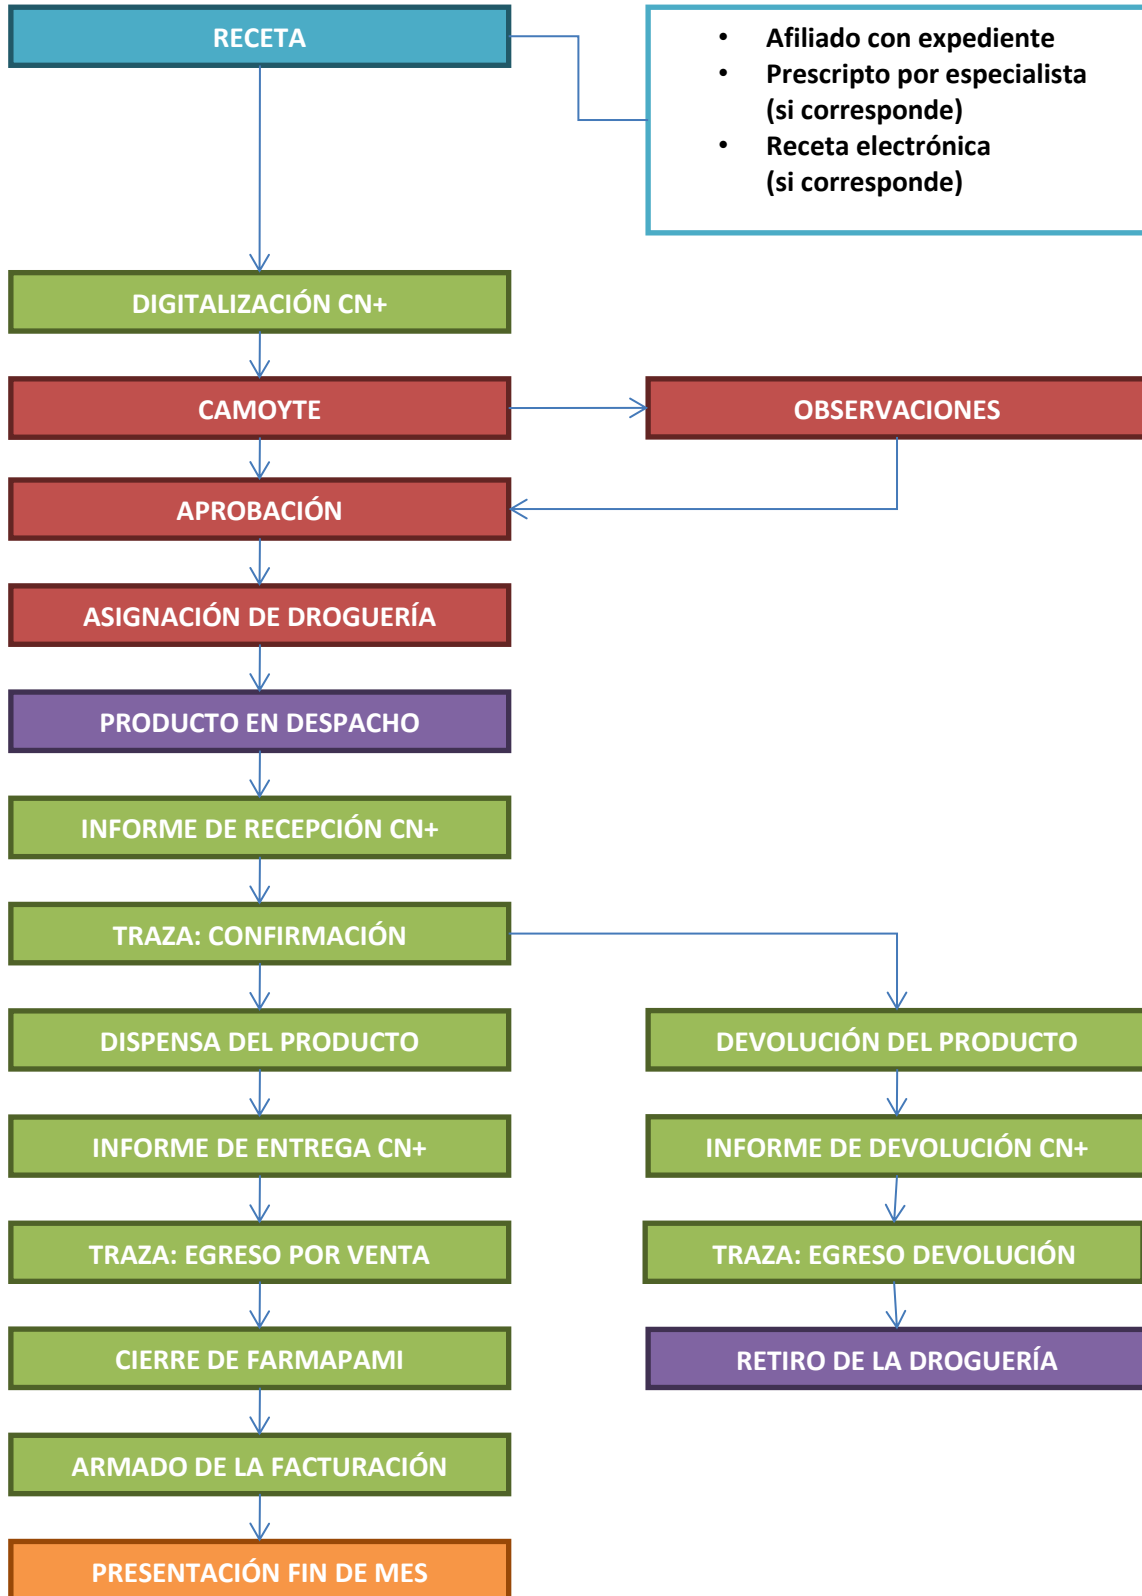 RECETA
• Afiliado con expediente
• Prescripto por especialista
(si corresponde)
• Receta electrónica
(si corresponde)
DIGITALIZACIÓN CN+
CAMOYTE
OBSERVACIONES
APROBACIÓN
ASIGNACIÓN DE DROGUERÍA
PRODUCTO EN DESPACHO
INFORME DE RECEPCIÓN CN+
TRAZA: CONFIRMACIÓN
DISPENSA DEL PRODUCTO
DEVOLUCIÓN DEL PRODUCTO
INFORME DE ENTREGA CN+
INFORME DE DEVOLUCIÓN CN+
TRAZA: EGRESO POR VENTA
TRAZA: EGRESO DEVOLUCIÓN
CIERRE DE FARMAPAMI
RETIRO DE LA DROGUERÍA
ARMADO DE LA FACTURACIÓN
PRESENTACIÓN FIN DE MES